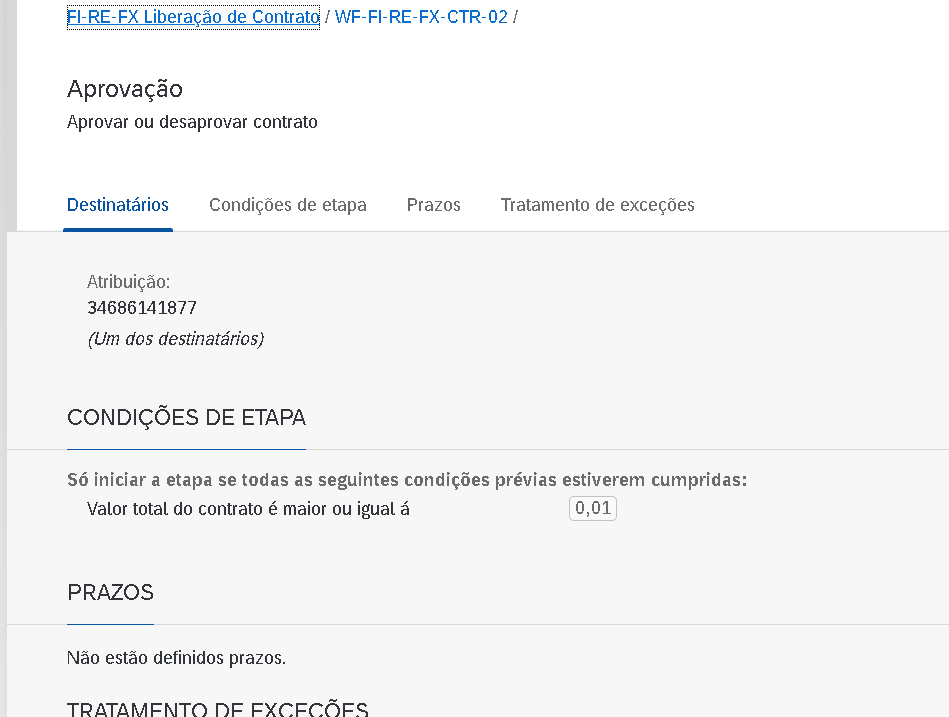 FI-RE-FX Liberação de Contrato / WF-FI-RE-FX-CTR-02 /
Aprovação
Aprovar ou desaprovar contrato
Destinatários Condições de etapa Prazos Tratamento de exceções
Atribuição:
34686141877
(Um dos destinatários)
CONDIÇÕES DE ETAPA
Só iniciar a etapa se todas as seguintes condições prévias estiverem cumpridas:
Valor total do contrato é maior ou igual á 0,01
PRAZOS
Não estão definidos prazos.
TRATAMENTO DE EXCEÇÕES